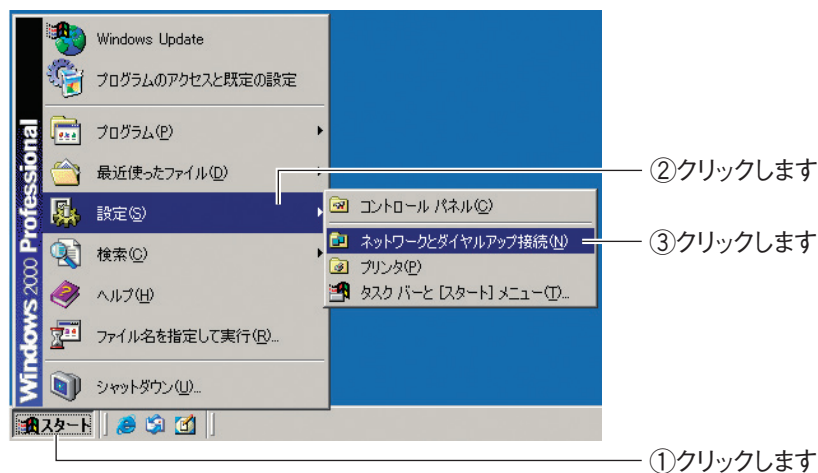 Windows 2000 Professional
Windows Update
プログラムのアクセスと既定の設定
プログラム(P)
最近使ったファイル(D)
②クリックします
設定(S)
コントロール パネル(C)
ネットワークとダイヤルアップ接続(N)
③クリックします
検索(C)
プリンタ(P)
ヘルプ(H)
タスク バーと [スタート] メニュー(T)...
ファイル名を指定して実行(R)...
シャットダウン(U)...
スタート
①クリックします